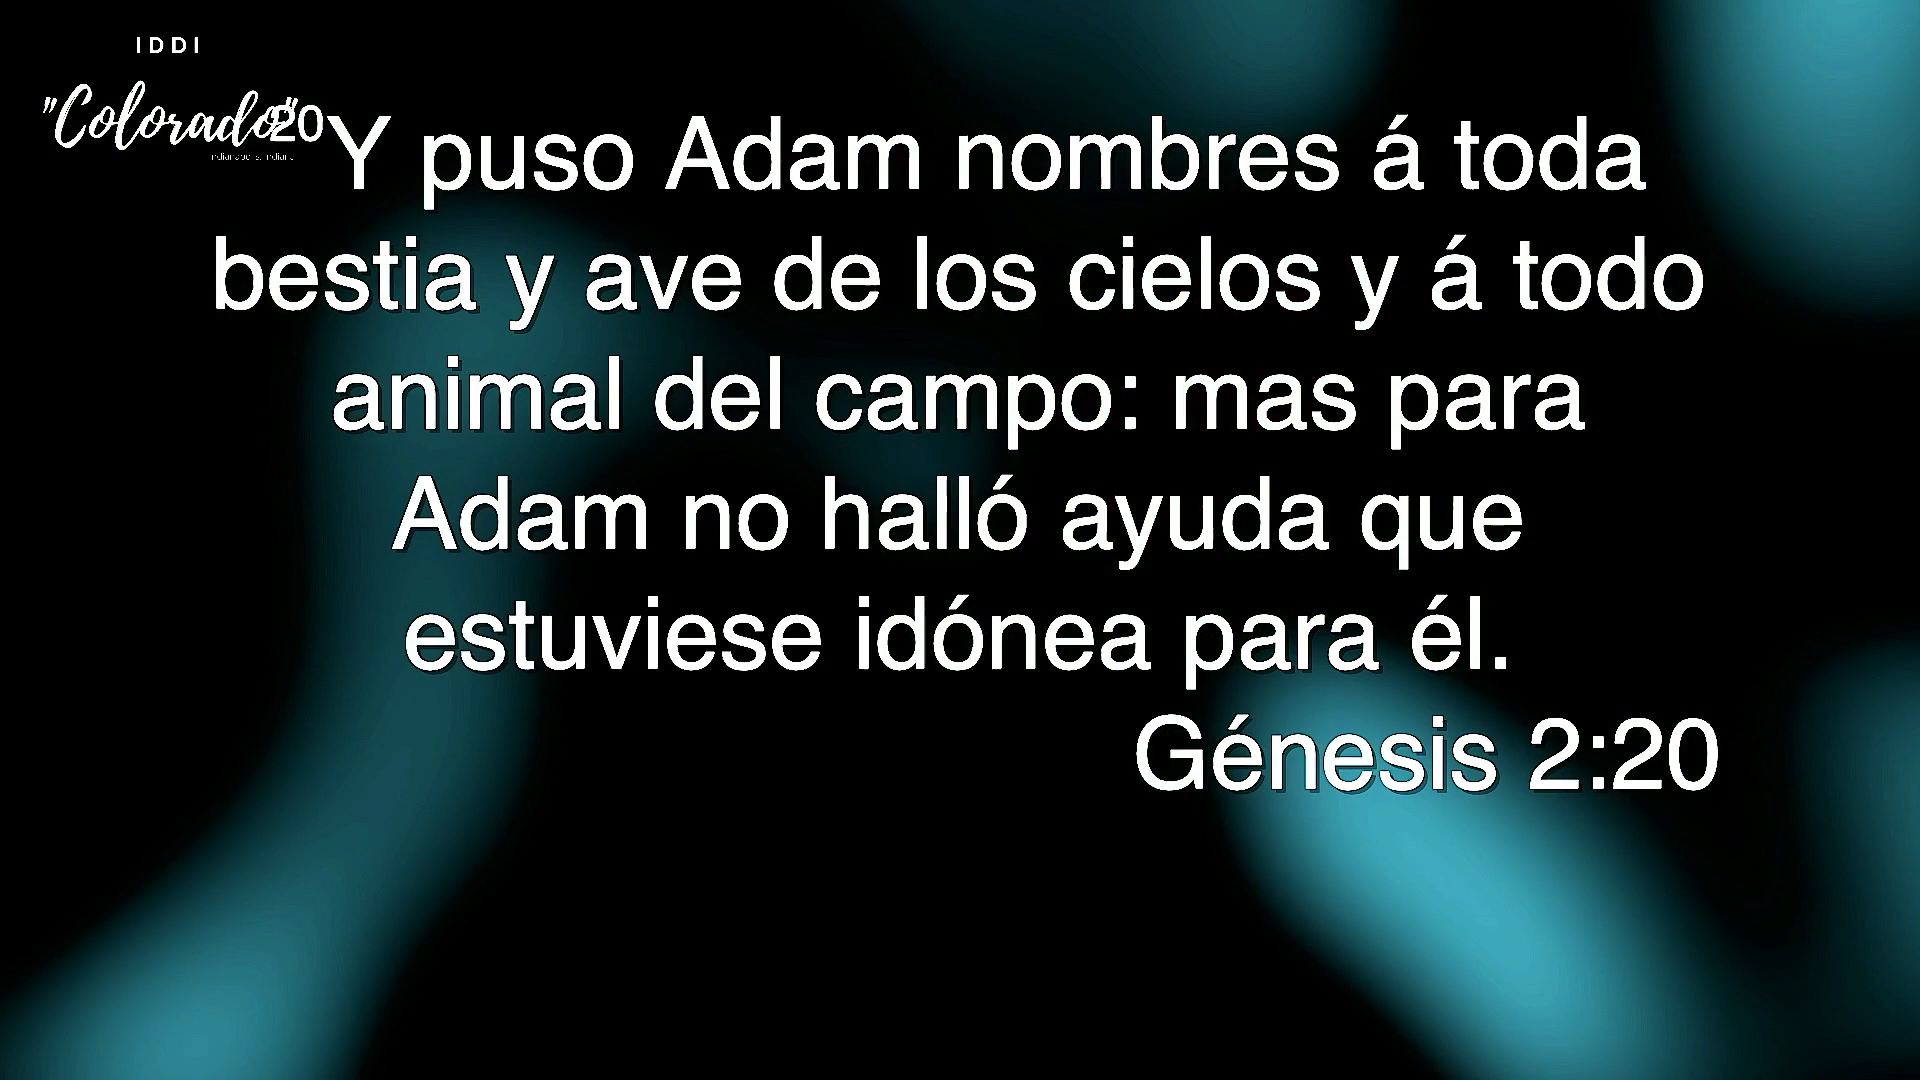 IDDI
"Colorado"
20 Y puso Adam nombres á toda
bestia y ave de los cielos y á todo
animal del campo: mas para
Adam no halló ayuda que
estuviese idónea para él.
Génesis 2:20